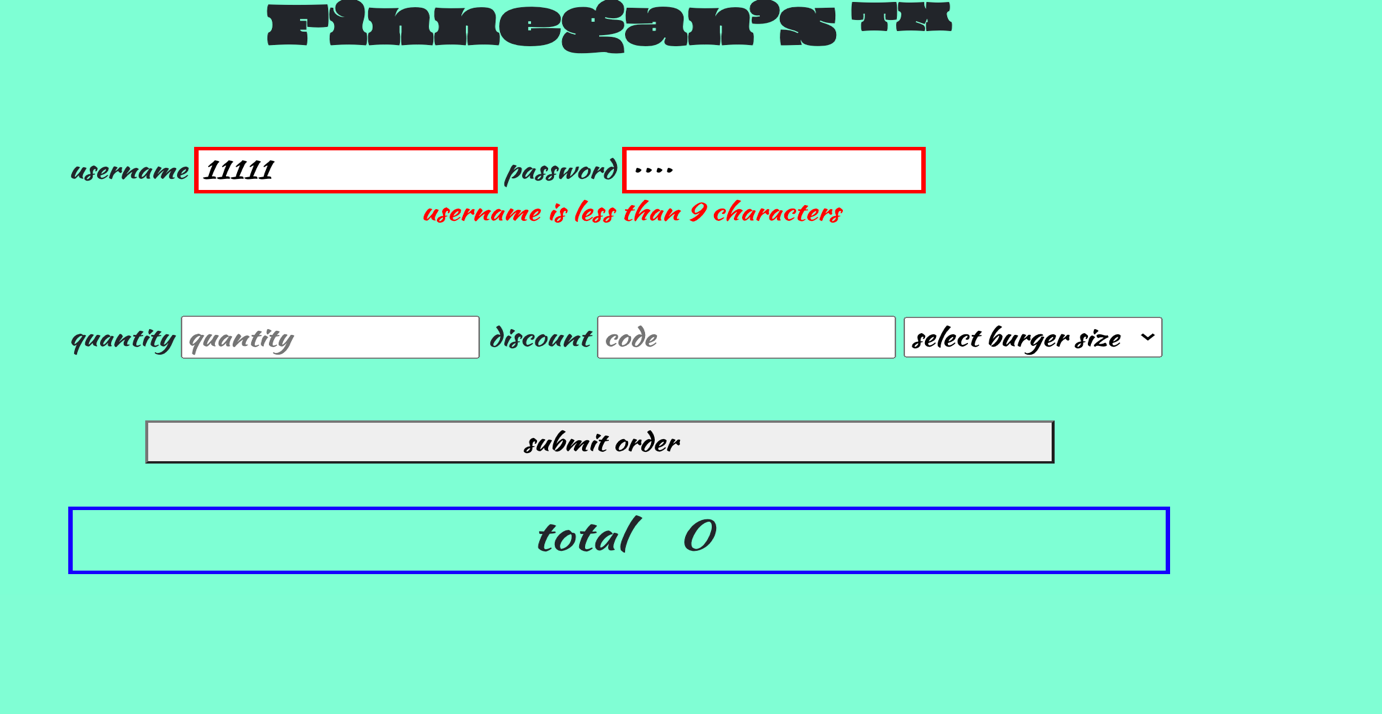 Finnegan's ™
username 11111 password ····
username is less than 9 characters
quantity quantity discount code select burger size
submit order
total 0